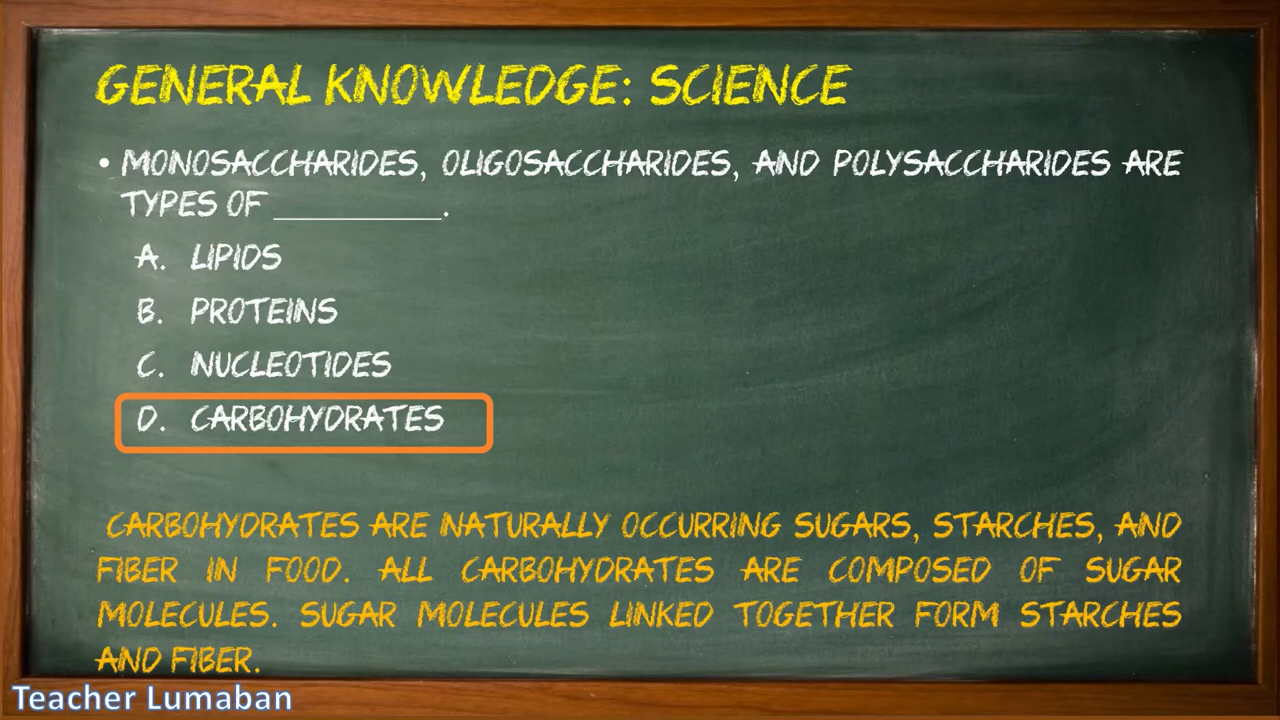 GENERAL KNOWLEDGE: SCIENCE
• MONOSACCHARIDES, OLIGOSACCHARIDES, AND POLYSACCHARIDES ARE
TYPES OF __________.
A. LIPIDS
B. PROTEINS
C. NUCLEOTIDES
D. CARBOHYDRATES
CARBOHYDRATES ARE NATURALLY OCCURRING SUGARS, STARCHES, AND
FIBER IN FOOD. ALL CARBOHYDRATES ARE COMPOSED OF SUGAR
MOLECULES. SUGAR MOLECULES LINKED TOGETHER FORM STARCHES
AND FIBER.
Teacher Lumaban